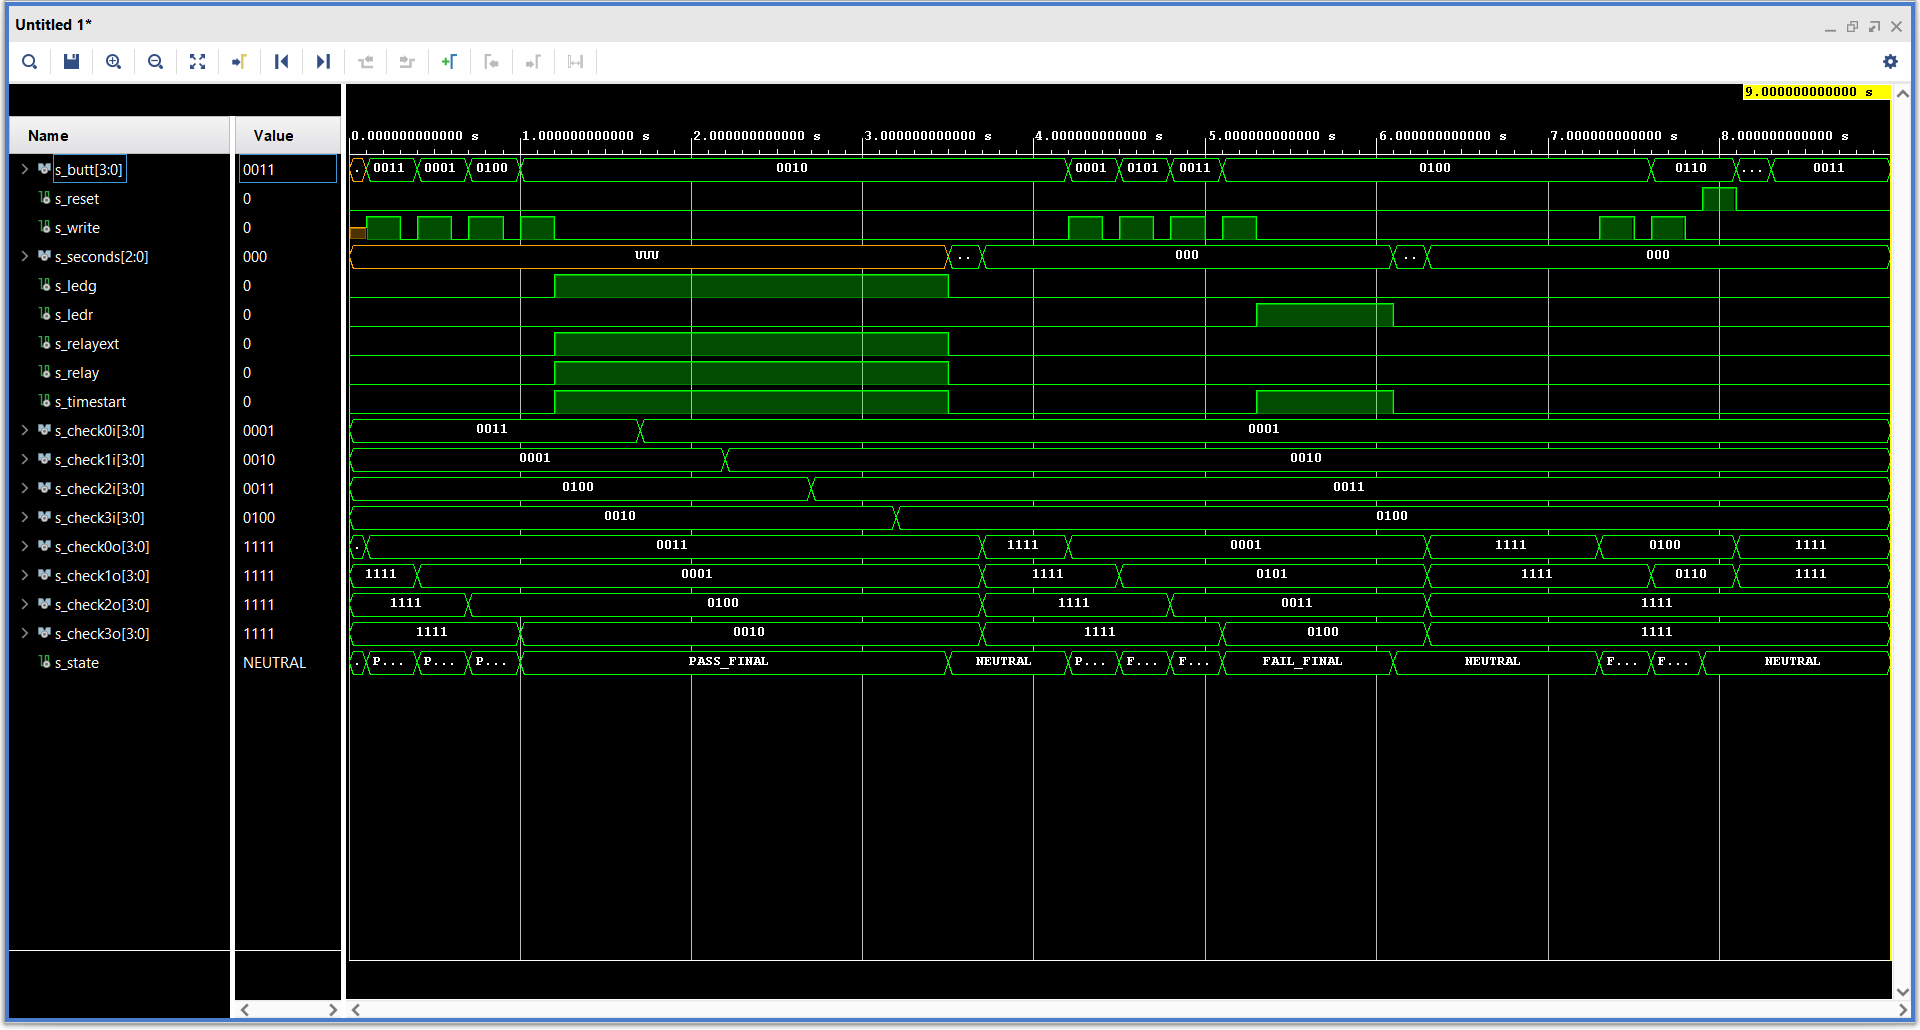 Untitled 1*
9.000000000000 s
Name Value
0.000000000000 s 1.000000000000 s 2.000000000000 s 3.000000000000 s 4.000000000000 s 5.000000000000 s 6.000000000000 s 7.000000000000 s 8.000000000000 s
s_butt[3:0] 0011 . 0011 0001 0100 0010 0001 0101 0011 0100 0110 ... 0011
s_reset 0
s_write 0
s_seconds[2:0] 000 UUU .. 000 .. 000
s_ledg 0
s_ledr 0
s_relayext 0
s_relay 0
s_timestart 0
s_check0i[3:0] 0001 0011 0001
s_check1i[3:0] 0010 0001 0010
s_check2i[3:0] 0011 0100 0011
s_check3i[3:0] 0100 0010 0100
s_check0o[3:0] 1111 . 0011 1111 0001 1111 0100 1111
s_check1o[3:0] 1111 1111 0001 1111 0101 1111 0110 1111
s_check2o[3:0] 1111 1111 0100 1111 0011 1111
s_check3o[3:0] 1111 1111 0010 1111 0100 1111
s_state NEUTRAL . P... P... P... PASS_FINAL NEUTRAL P... F... F... FAIL_FINAL NEUTRAL F... F... NEUTRAL